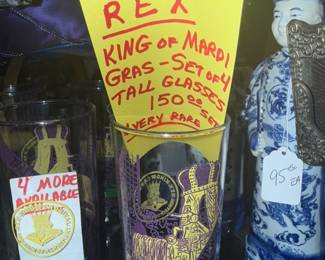 REX
KING OF MARDI
GRAS - SET OF 4
TALL GLASSES
150.00 SET
VERY RARE
4 MORE
AVAILABLE
95.00
EA